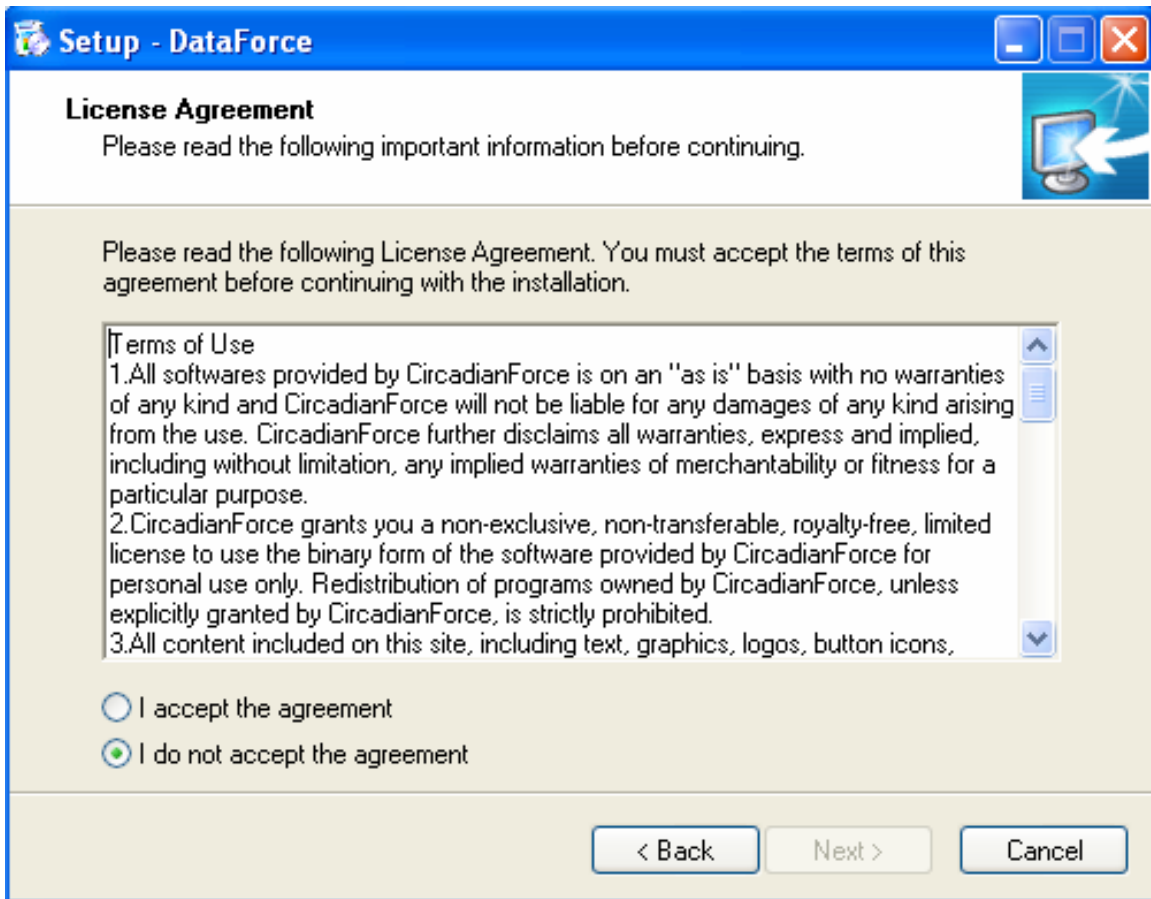 Setup - DataForce
License Agreement
Please read the following important information before continuing.
Please read the following License Agreement. You must accept the terms of this
agreement before continuing with the installation.
Terms of Use
1.All softwares provided by CircadianForce is on an "as is" basis with no warranties
of any kind and CircadianForce will not be liable for any damages of any kind arising
from the use. CircadianForce further disclaims all warranties, express and implied,
including without limitation, any implied warranties of merchantability or fitness for a
particular purpose.
2.CircadianForce grants you a non-exclusive, non-transferable, royalty-free, limited
license to use the binary form of the software provided by CircadianForce for
personal use only. Redistribution of programs owned by CircadianForce, unless
explicitly granted by CircadianForce, is strictly prohibited.
3.All content included on this site, including text, graphics, logos, button icons,
I accept the agreement
I do not accept the agreement
< Back Next > Cancel